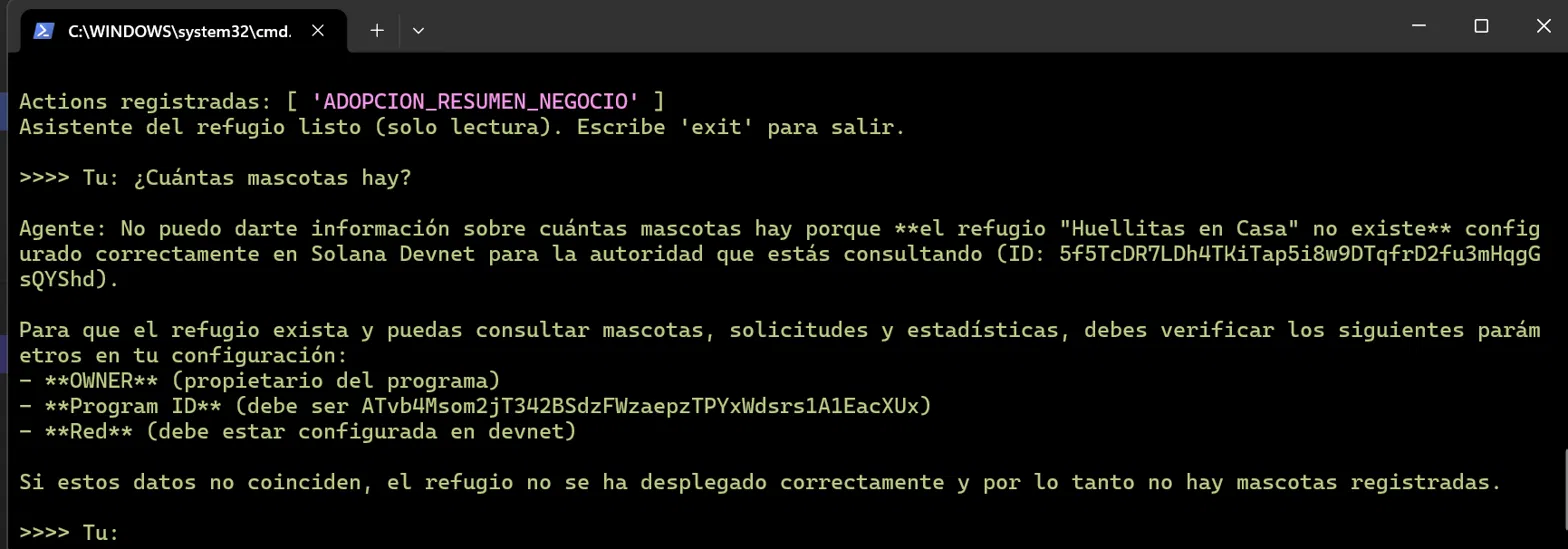 C:\WINDOWS\system32\cmd.
Actions registradas: [ 'ADOPCION_RESUMEN_NEGOCIO' ]
Asistente del refugio listo (solo lectura). Escribe 'exit' para salir.
>>>> Tu: ¿Cuántas mascotas hay?
Agente: No puedo darte información sobre cuántas mascotas hay porque **el refugio "Huellitas en Casa" no existe** config
urado correctamente en Solana Devnet para la autoridad que estás consultando (ID: 5f5TcDR7LDh4TKiTap5i8w9DTqfrD2fu3mHqgG
sQYShd).
Para que el refugio exista y puedas consultar mascotas, solicitudes y estadísticas, debes verificar los siguientes parám
etros en tu configuración:
- **OWNER** (propietario del programa)
- **Program ID** (debe ser ATvb4Msom2jT342BSdzFWzaepzTPYxWdsrs1A1EacXUx)
- **Red** (debe estar configurada en devnet)
Si estos datos no coinciden, el refugio no se ha desplegado correctamente y por lo tanto no hay mascotas registradas.
>>>> Tu: